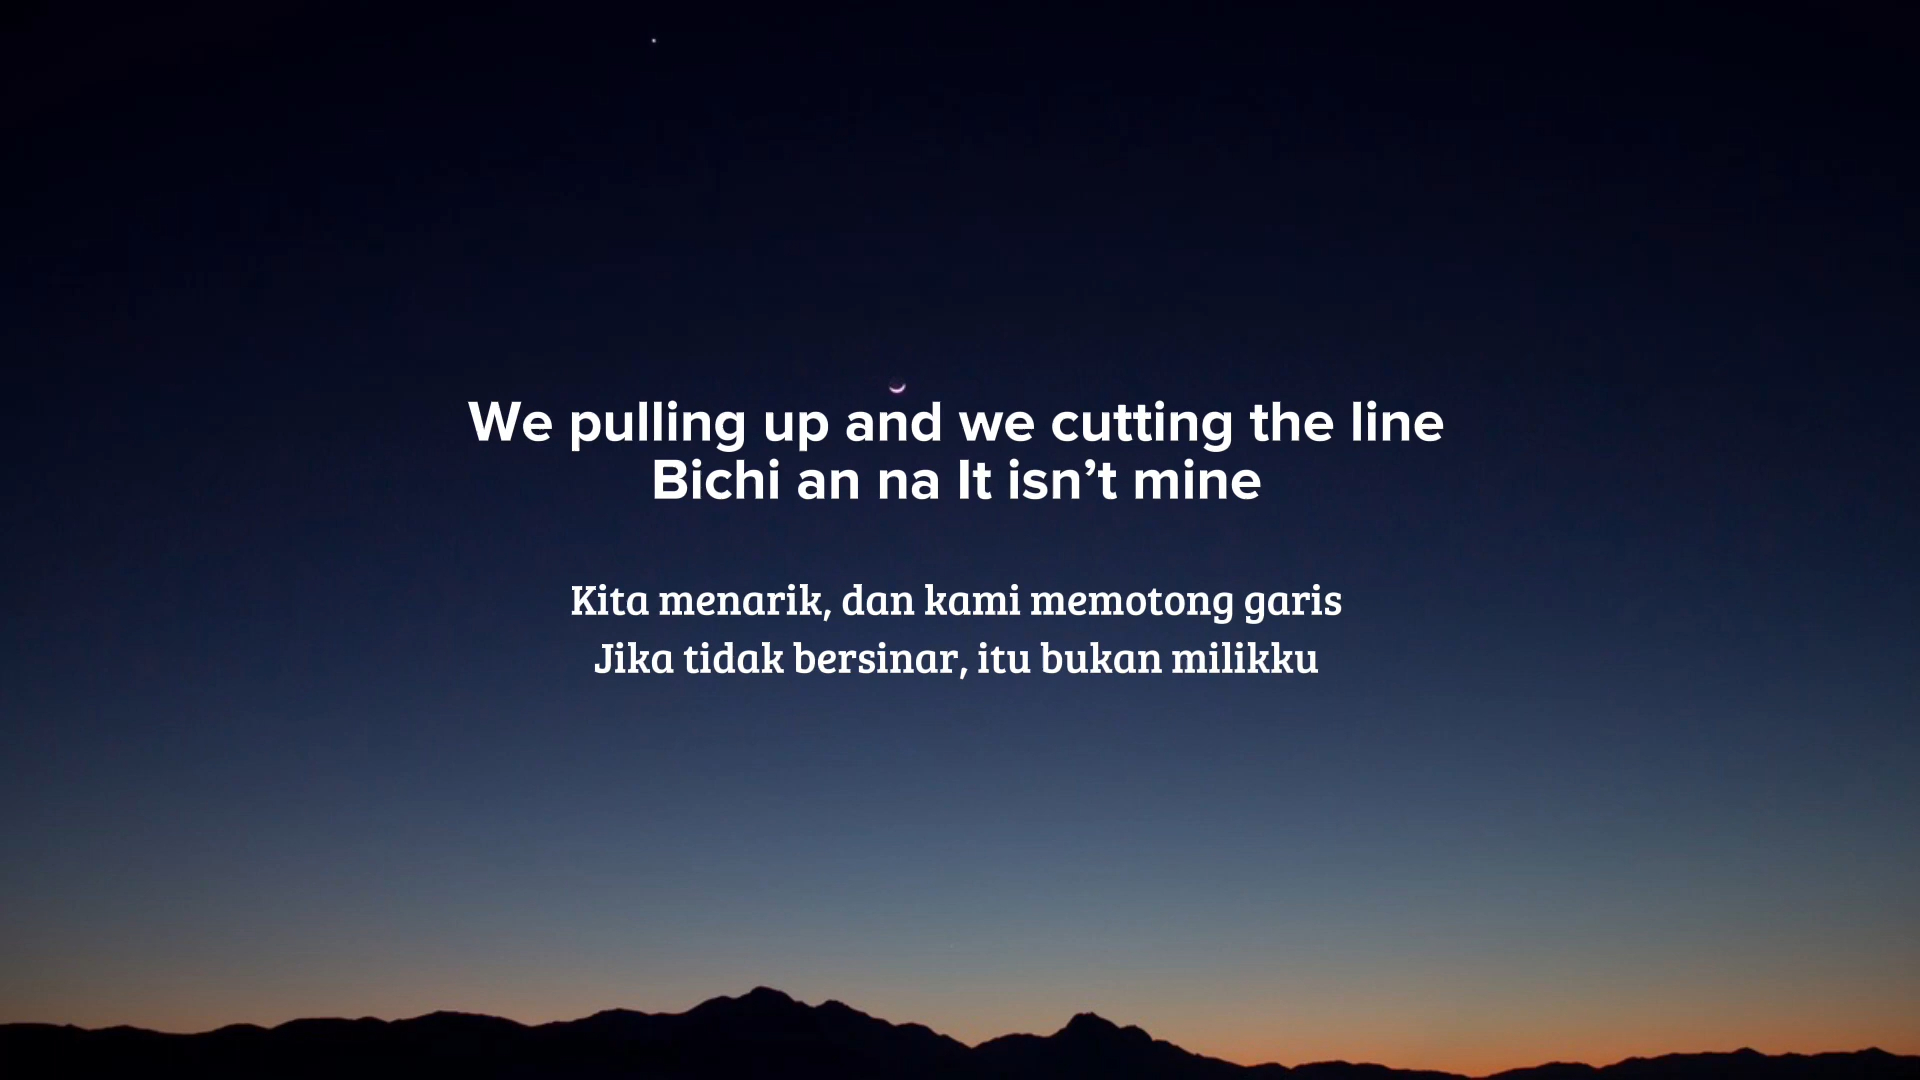 We pulling up and we cutting the line
Bichi an na It isn’t mine
Kita menarik, dan kami memotong garis
Jika tidak bersinar, itu bukan milikku